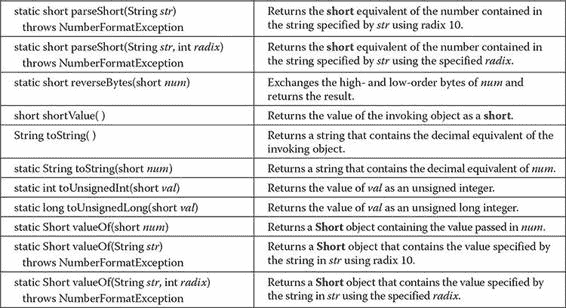 static short parseShort(String str)
throws NumberFormatException
Returns the short equivalent of the number contained in
the string specified by str using radix 10.
static short parseShort(String str, int radix)
throws NumberFormatException
Returns the short equivalent of the number contained in
the string specified by str using the specified radix.
static short reverseBytes(short num)
Exchanges the high- and low-order bytes of num and
returns the result.
short shortValue( )
Returns the value of the invoking object as a short.
String toString( )
Returns a string that contains the decimal equivalent of the
invoking object.
static String toString(short num)
Returns a string that contains the decimal equivalent of num.
static int toUnsignedInt(short val)
Returns the value of val as an unsigned integer.
static long toUnsignedLong(short val)
Returns the value of val as an unsigned long integer.
static Short valueOf(short num)
Returns a Short object containing the value passed in num.
static Short valueOf(String str)
throws NumberFormatException
Returns a Short object that contains the value specified by
the string in str using radix 10.
static Short valueOf(String str, int radix)
throws NumberFormatException
Returns a Short object that contains the value specified by
the string in str using the specified radix.